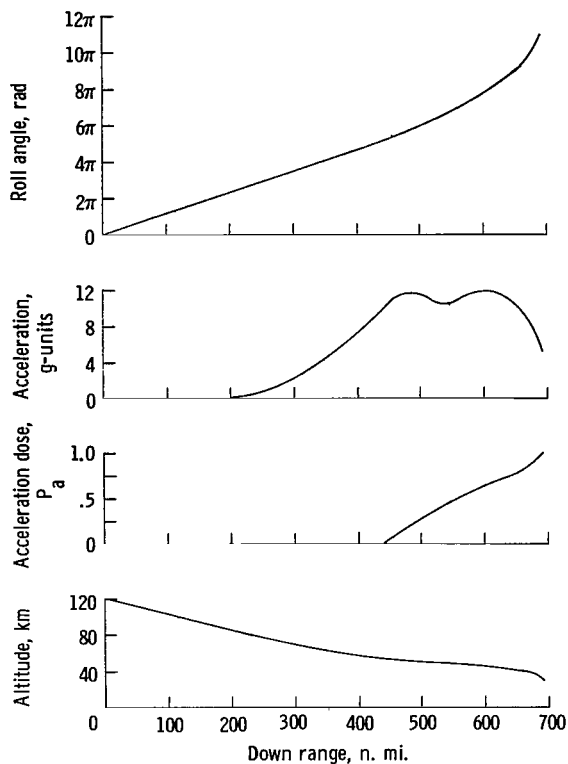 12π
10π
8π
6π
4π
2π
0
Roll angle, rad
12
8
4
0
Acceleration,
g-units
1.0
.5
0
Acceleration dose,
Pa
120
80
40
0 100 200 300 400 500 600 700
Altitude, km
Down range, n. mi.